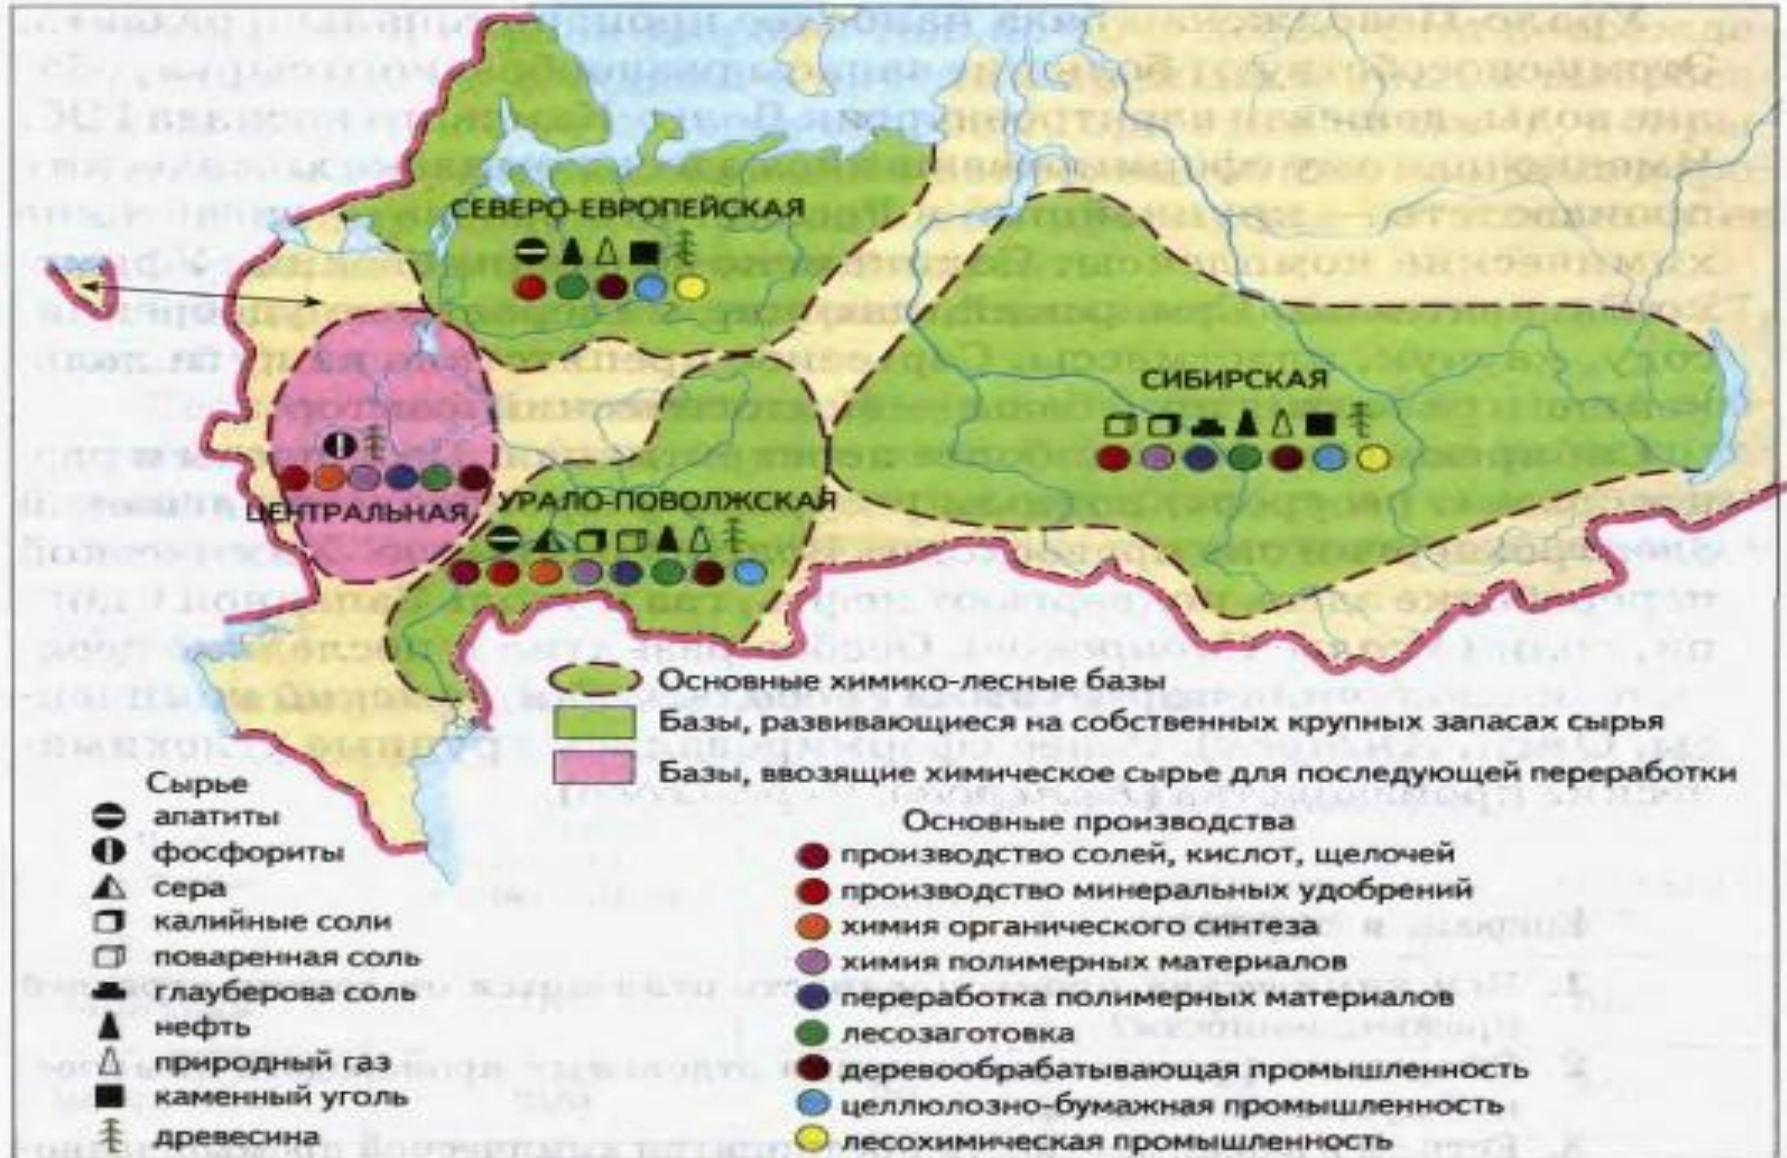 СЕВЕРО-ЕВРОПЕЙСКАЯ
СИБИРСКАЯ
ЦЕНТРАЛЬНАЯ
УРАЛО-ПОВОЛЖСКАЯ
Основные химико-лесные базы
Базы, развивающиеся на собственных крупных запасах сырья
Базы, ввозящие химическое сырье для последующей переработки
Сырье
апатиты
фосфориты
сера
калийные соли
поваренная соль
глауберова соль
нефть
природный газ
каменный уголь
древесина
Основные производства
производство солей, кислот, щелочей
производство минеральных удобрений
химия органического синтеза
химия полимерных материалов
переработка полимерных материалов
лесозаготовка
деревообрабатывающая промышленность
целлюлозно-бумажная промышленность
лесохимическая промышленность